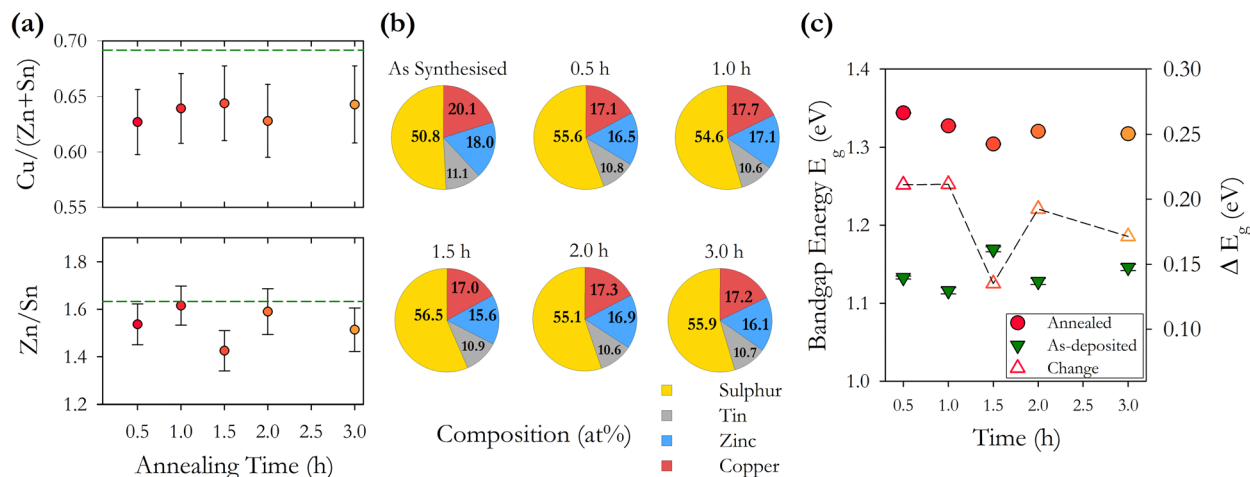 (a)
0.70
0.65
0.60
0.55
Cu/(Zn+Sn)
1.8
1.6
1.4
1.2
Zn/Sn
0.5 1.0 1.5 2.0 3.0
Annealing Time (h)
(b)
As Synthesised 0.5 h 1.0 h
20.1
50.8 18.0
11.1
17.1
55.6 16.5
10.8
17.7
54.6 17.1
10.6
1.5 h 2.0 h 3.0 h
17.0
56.5 15.6
10.9
17.3
55.1 16.9
10.6
17.2
55.9 16.1
10.7
Sulphur
Tin
Zinc
Copper
Composition (at%)
(c)
1.4
1.3
1.2
1.1
1.0
Bandgap Energy E_g (eV)
0.30
0.25
0.20
0.15
0.10
Δ E_g (eV)
Annealed
As-deposited
Change
0.5 1.0 1.5 2.0 3.0
Time (h)